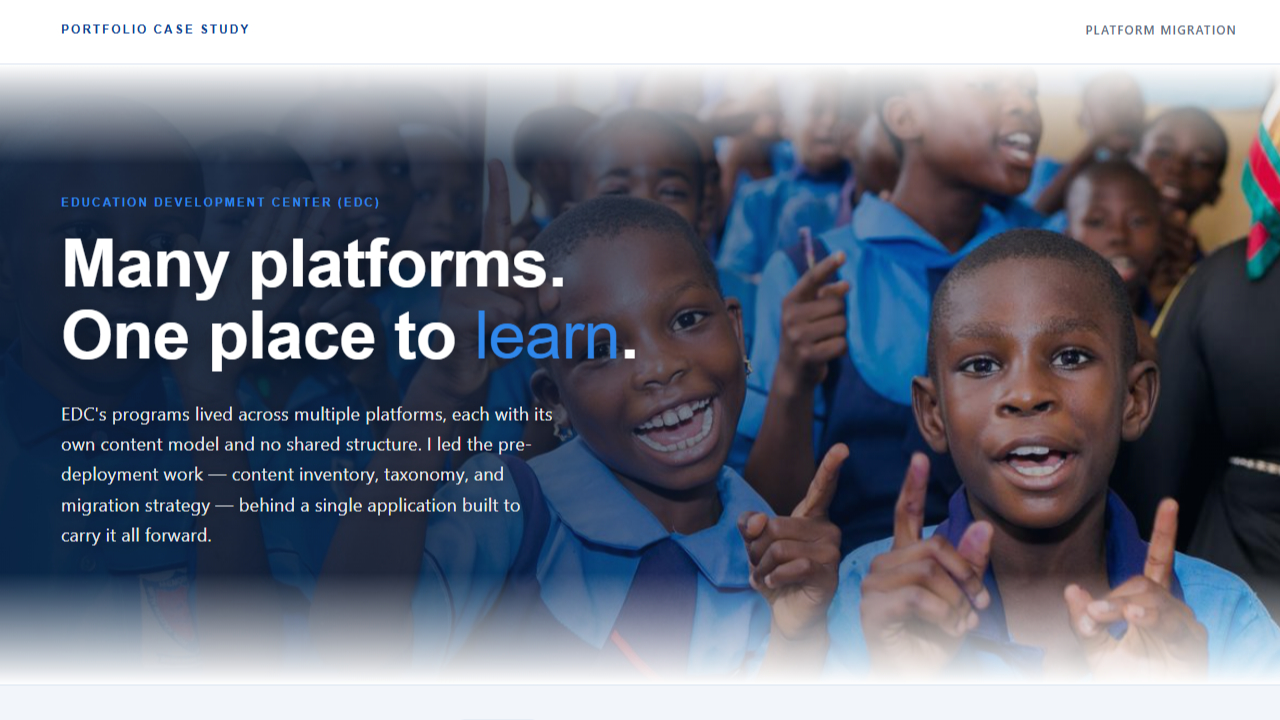 PORTFOLIO CASE STUDY
PLATFORM MIGRATION
EDUCATION DEVELOPMENT CENTER (EDC)
Many platforms.
One place to learn.
EDC's programs lived across multiple platforms, each with its
own content model and no shared structure. I led the pre-
deployment work — content inventory, taxonomy, and
migration strategy — behind a single application built to
carry it all forward.